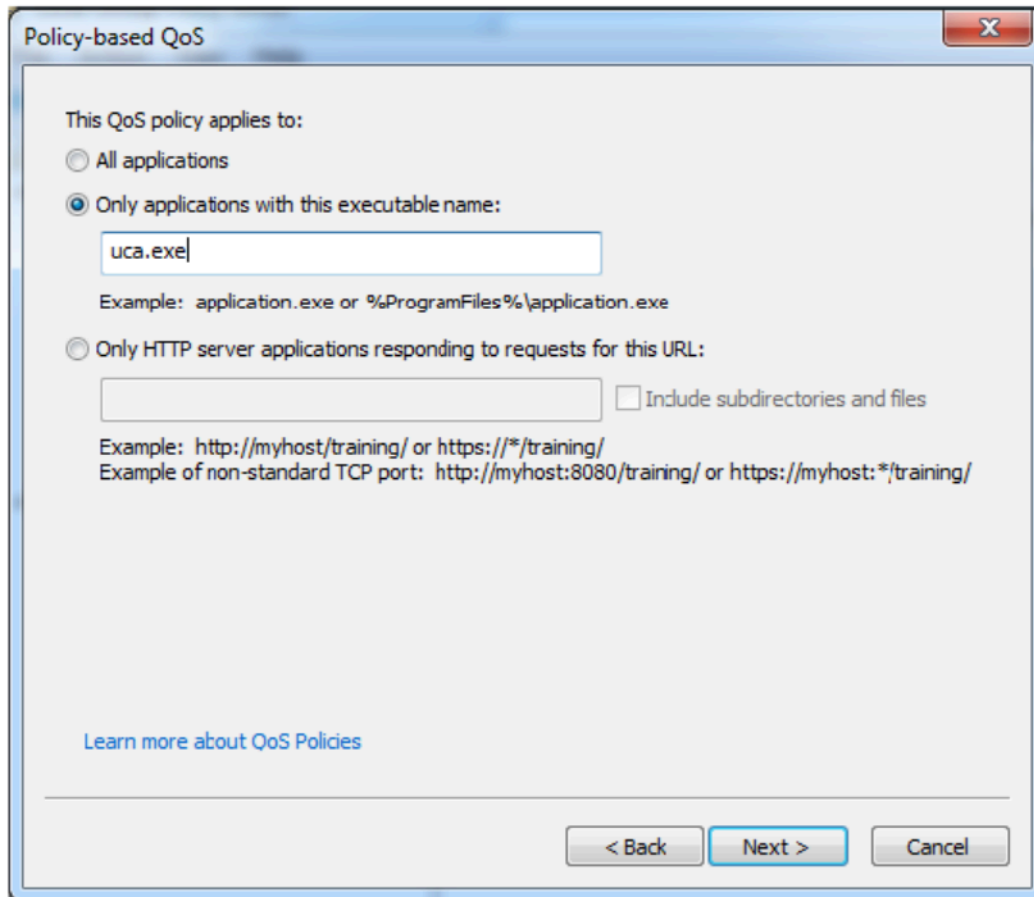 Policy-based QoS
This QoS policy applies to:
All applications
Only applications with this executable name:
uca.exe
Example: application.exe or %ProgramFiles%\application.exe
Only HTTP server applications responding to requests for this URL:
Include subdirectories and files
Example: http://myhost/training/ or https://*/training/
Example of non-standard TCP port: http://myhost:8080/training/ or https://myhost:*/training/
Learn more about QoS Policies
< Back Next > Cancel